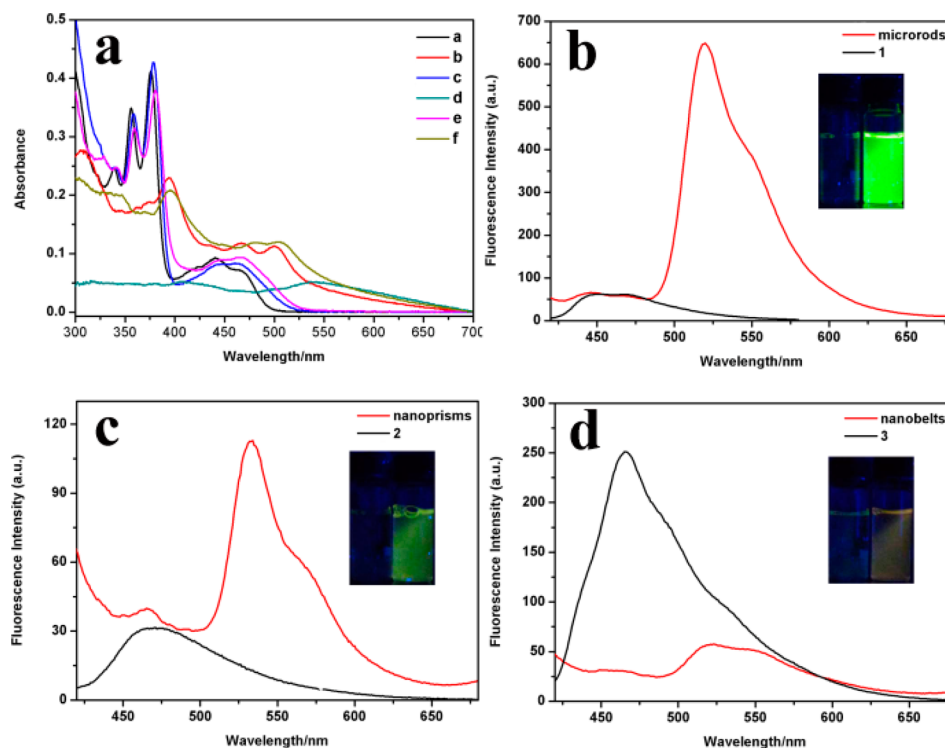 a
a
b
c
d
e
f
0.5
0.4
0.3
0.2
0.1
0.0
Absorbance
300 350 400 450 500 550 600 650 700
Wavelength/nm
b
microrods
1
700
600
500
400
300
200
100
0
Fluorescence Intensity (a.u.)
450 500 550 600 650
Wavelength/nm
c
nanoprisms
2
120
90
60
30
0
Fluorescence Intensity (a.u.)
450 500 550 600 650
Wavelength/nm
d
nanobelts
3
300
250
200
150
100
50
0
Fluorescence Intensity (a.u.)
450 500 550 600 650
Wavelength/nm